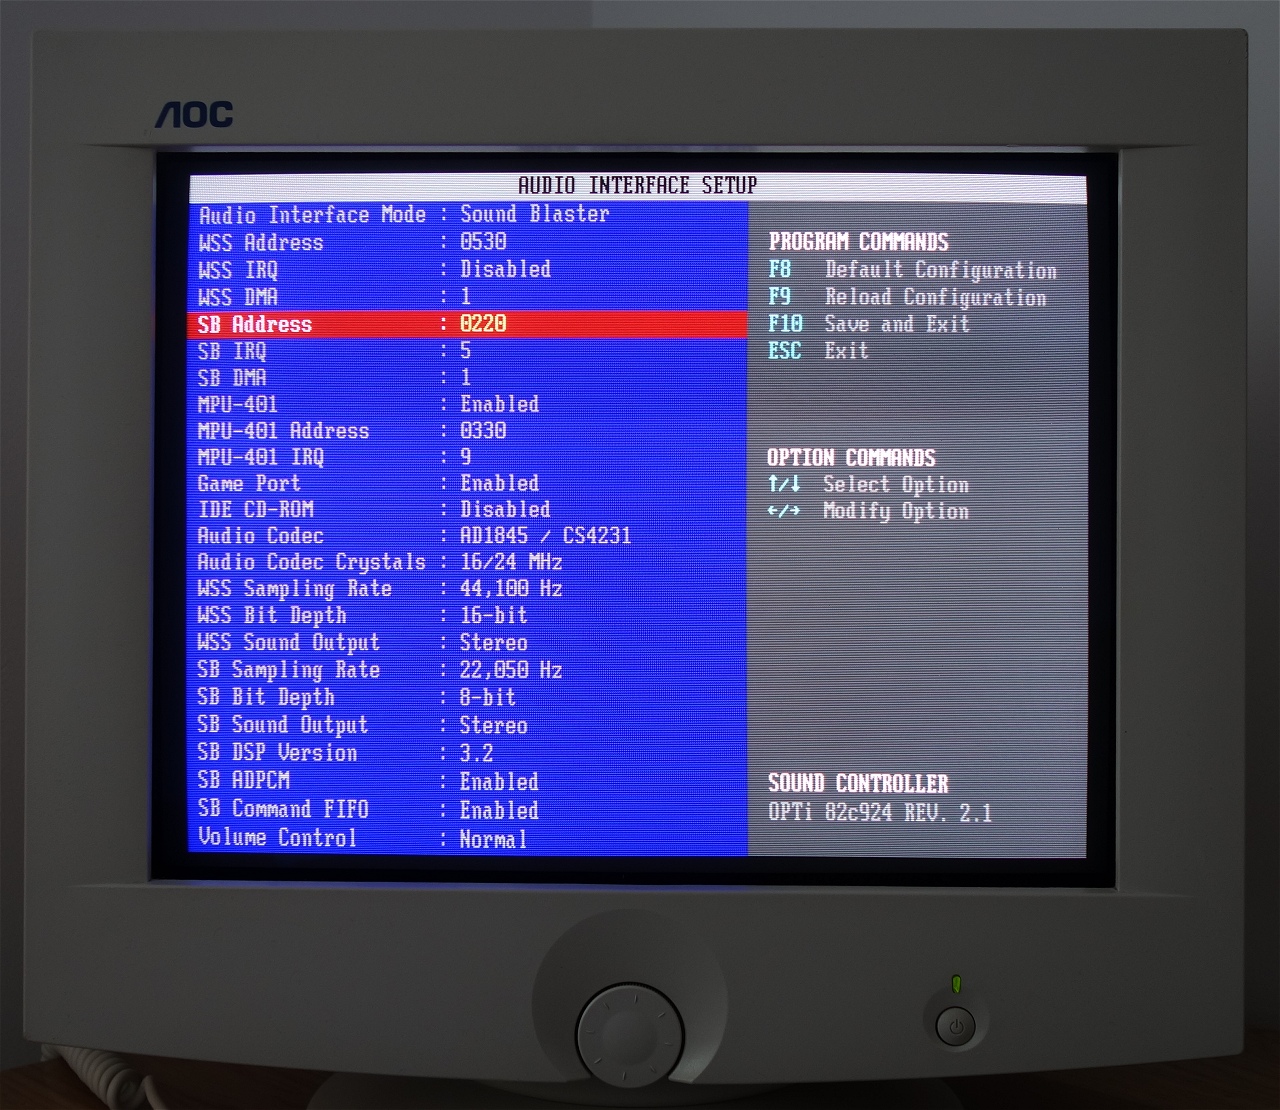 AOC
AUDIO INTERFACE SETUP
Audio Interface Mode : Sound Blaster
WSS Address : 0530
WSS IRQ : Disabled
WSS DMA : 1
SB Address : 0220
SB IRQ : 5
SB DMA : 1
MPU-401 : Enabled
MPU-401 Address : 0330
MPU-401 IRQ : 9
Game Port : Enabled
IDE CD-ROM : Disabled
Audio Codec : AD1845 / CS4231
Audio Codec Crystals : 16/24 MHz
WSS Sampling Rate : 44,100 Hz
WSS Bit Depth : 16-bit
WSS Sound Output : Stereo
SB Sampling Rate : 22,050 Hz
SB Bit Depth : 8-bit
SB Sound Output : Stereo
SB DSP Version : 3.2
SB ADPCM : Enabled
SB Command FIFO : Enabled
Volume Control : Normal
PROGRAM COMMANDS
F8 Default Configuration
F9 Reload Configuration
F10 Save and Exit
ESC Exit
OPTION COMMANDS
↑/↓ Select Option
←/→ Modify Option
SOUND CONTROLLER
OPTi 82c924 REV. 2.1